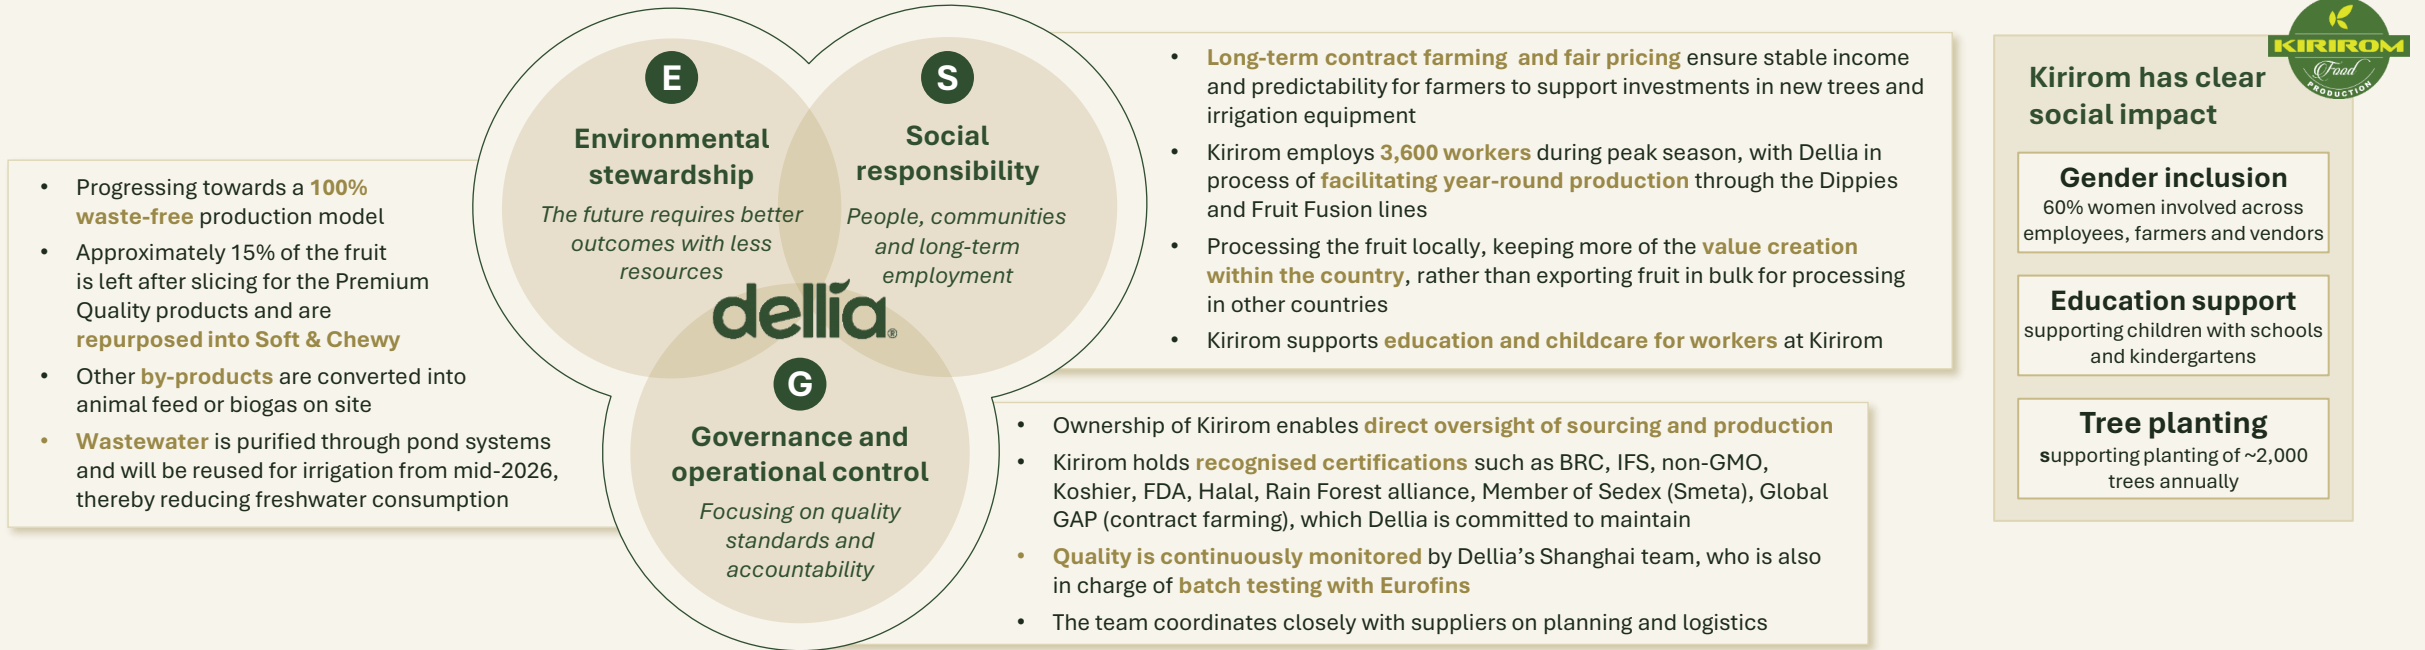 E
Environmental
stewardship
The future requires better
outcomes with less
resources
S
Social
responsibility
People, communities
and long-term
employment
dellia®
G
Governance and
operational control
Focusing on quality
standards and
accountability
• Progressing towards a 100%
waste-free production model
• Approximately 15% of the fruit
is left after slicing for the Premium
Quality products and are
repurposed into Soft & Chewy
• Other by-products are converted into
animal feed or biogas on site
• Wastewater is purified through pond systems
and will be reused for irrigation from mid-2026,
thereby reducing freshwater consumption
• Long-term contract farming and fair pricing ensure stable income
and predictability for farmers to support investments in new trees and
irrigation equipment
• Kirirom employs 3,600 workers during peak season, with Dellia in
process of facilitating year-round production through the Dippies
and Fruit Fusion lines
• Processing the fruit locally, keeping more of the value creation
within the country, rather than exporting fruit in bulk for processing
in other countries
• Kirirom supports education and childcare for workers at Kirirom
• Ownership of Kirirom enables direct oversight of sourcing and production
• Kirirom holds recognised certifications such as BRC, IFS, non-GMO,
Koshier, FDA, Halal, Rain Forest alliance, Member of Sedex (Smeta), Global
GAP (contract farming), which Dellia is committed to maintain
• Quality is continuously monitored by Dellia's Shanghai team, who is also
in charge of batch testing with Eurofins
• The team coordinates closely with suppliers on planning and logistics
KIRIROM
Food
PRODUCTION
Kirirom has clear
social impact
Gender inclusion
60% women involved across
employees, farmers and vendors
Education support
supporting children with schools
and kindergartens
Tree planting
supporting planting of ~2,000
trees annually